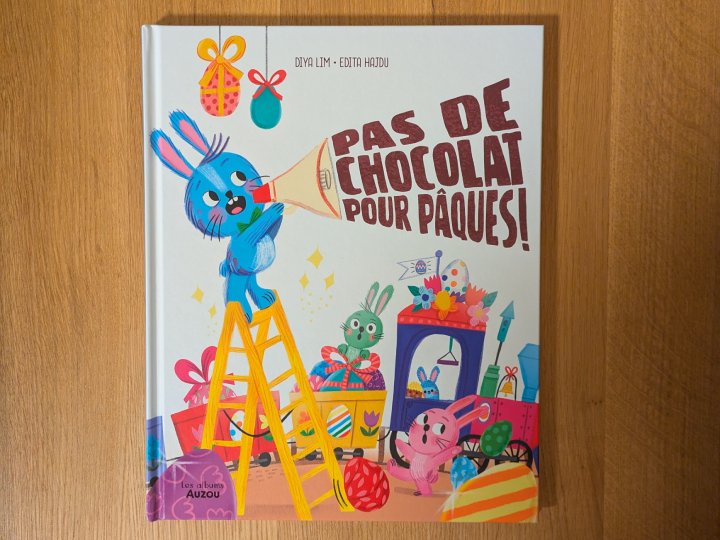 DIYA LIM • EDITA HAJDU
PAS DE
CHOCOLAT
POUR PÂQUES!
Les albums
AUZOU